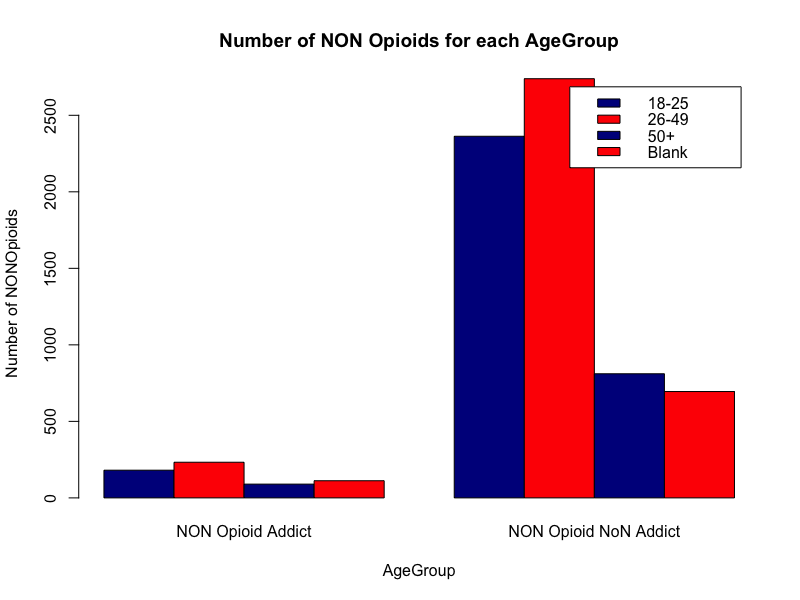 Number of NON Opioids for each AgeGroup
2500
2000
1500
1000
500
0
Number of NONOpioids
18-25
26-49
50+
Blank
NON Opioid Addict
NON Opioid NoN Addict
AgeGroup